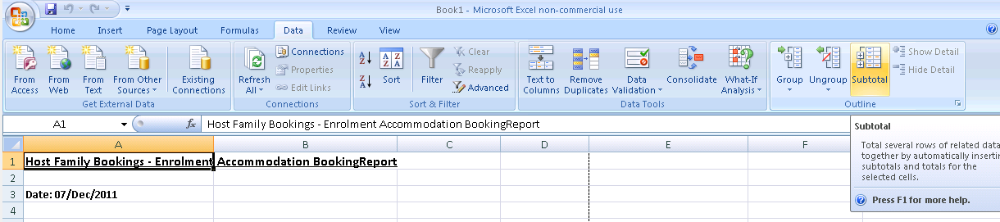 Book1 - Microsoft Excel non-commercial use
Home Insert Page Layout Formulas Data Review View
From Access
From Web
From Text
From Other Sources
Existing Connections
Get External Data
Refresh All
Connections
Properties
Edit Links
Connections
A Z
Z A
A Z Z A
Sort
Filter
Clear
Reapply
Advanced
Sort & Filter
Text to Columns
Remove Duplicates
Data Validation
Consolidate
What-If Analysis
Data Tools
Group
Ungroup
Subtotal
Show Detail
Hide Detail
Outline
A1 fx Host Family Bookings - Enrolment Accommodation BookingReport
A B C D E F
1 Host Family Bookings - Enrolment Accommodation BookingReport
2
3 Date: 07/Dec/2011
4
Subtotal
Total several rows of related data
together by automatically inserti
subtotals and totals for the
selected cells.
Press F1 for more help.